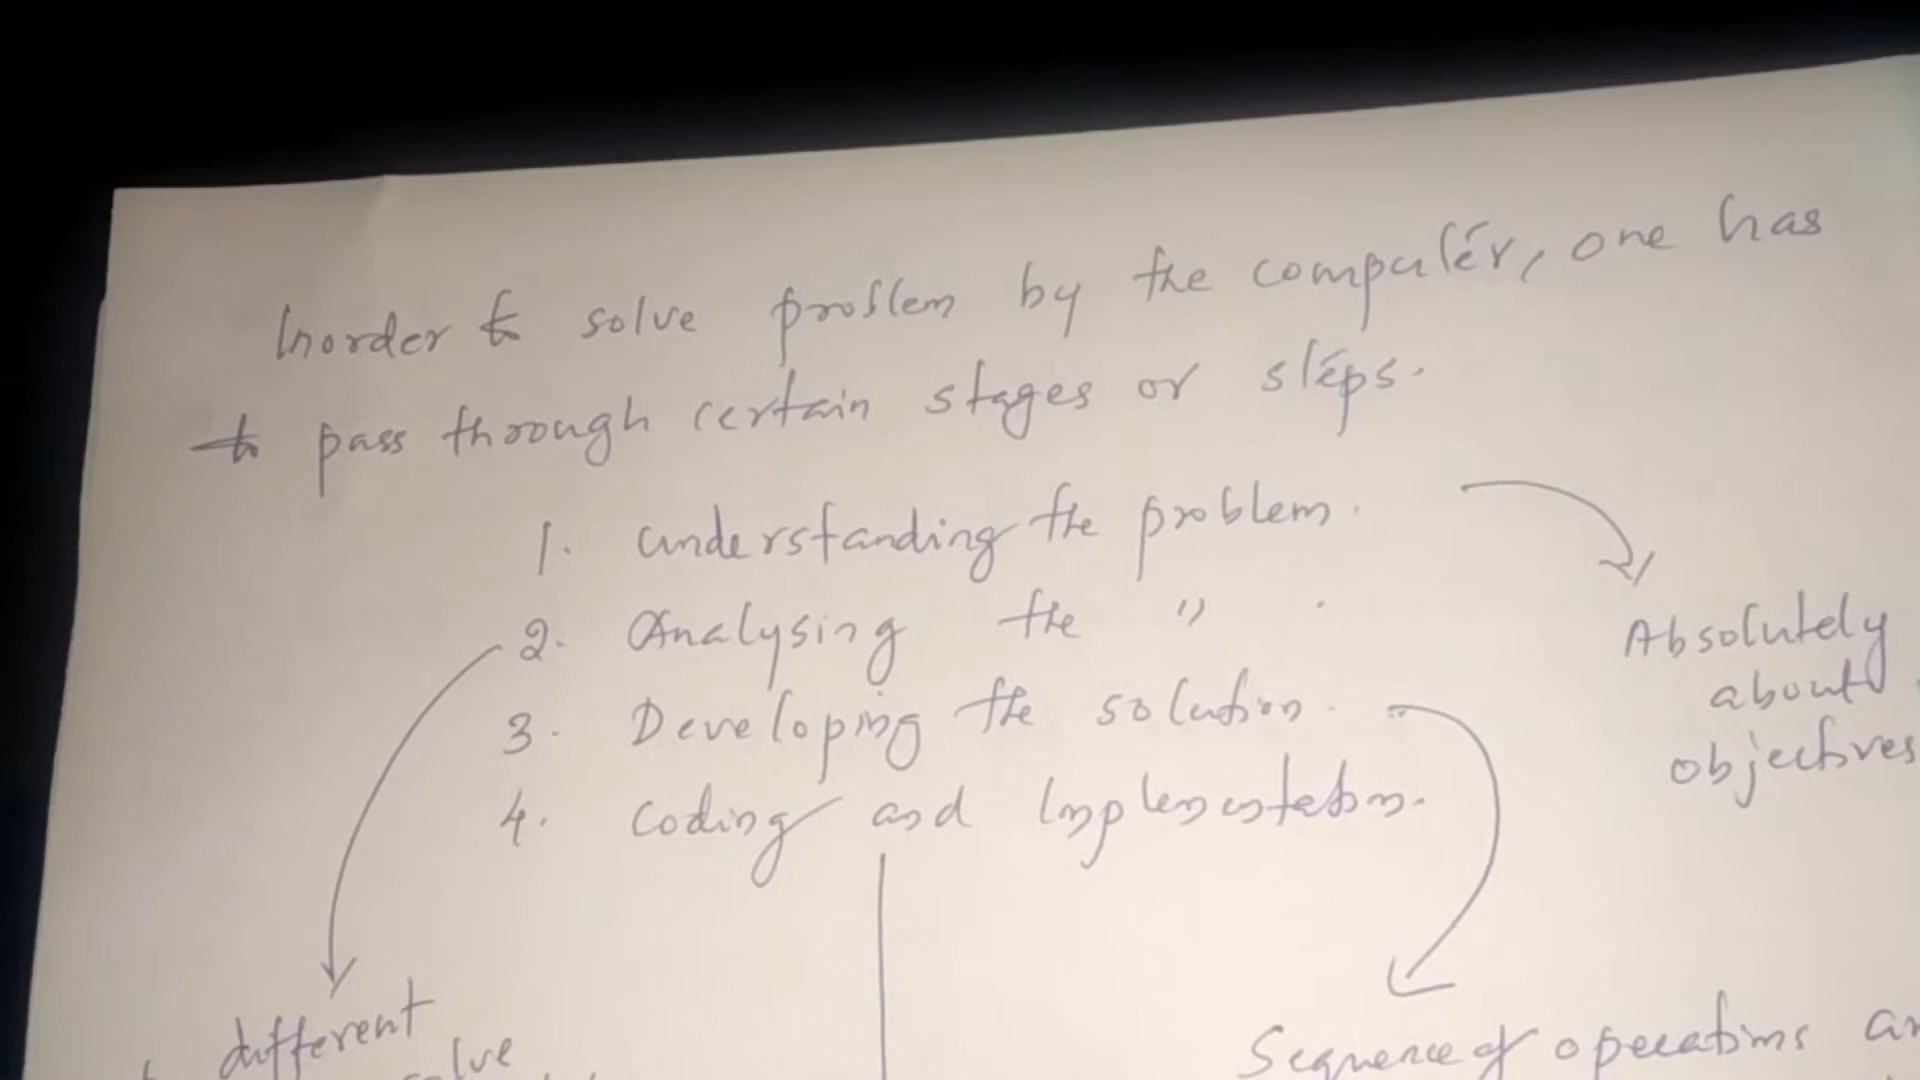 Inorder to solve problem by the computer, one has
to pass through certain stages or steps.
1. understanding the problem.
2. Analysing the " .
3. Developing the solution.
4. Coding and Implementation.
Absolutely
about
objectives
different
Sequence of operations